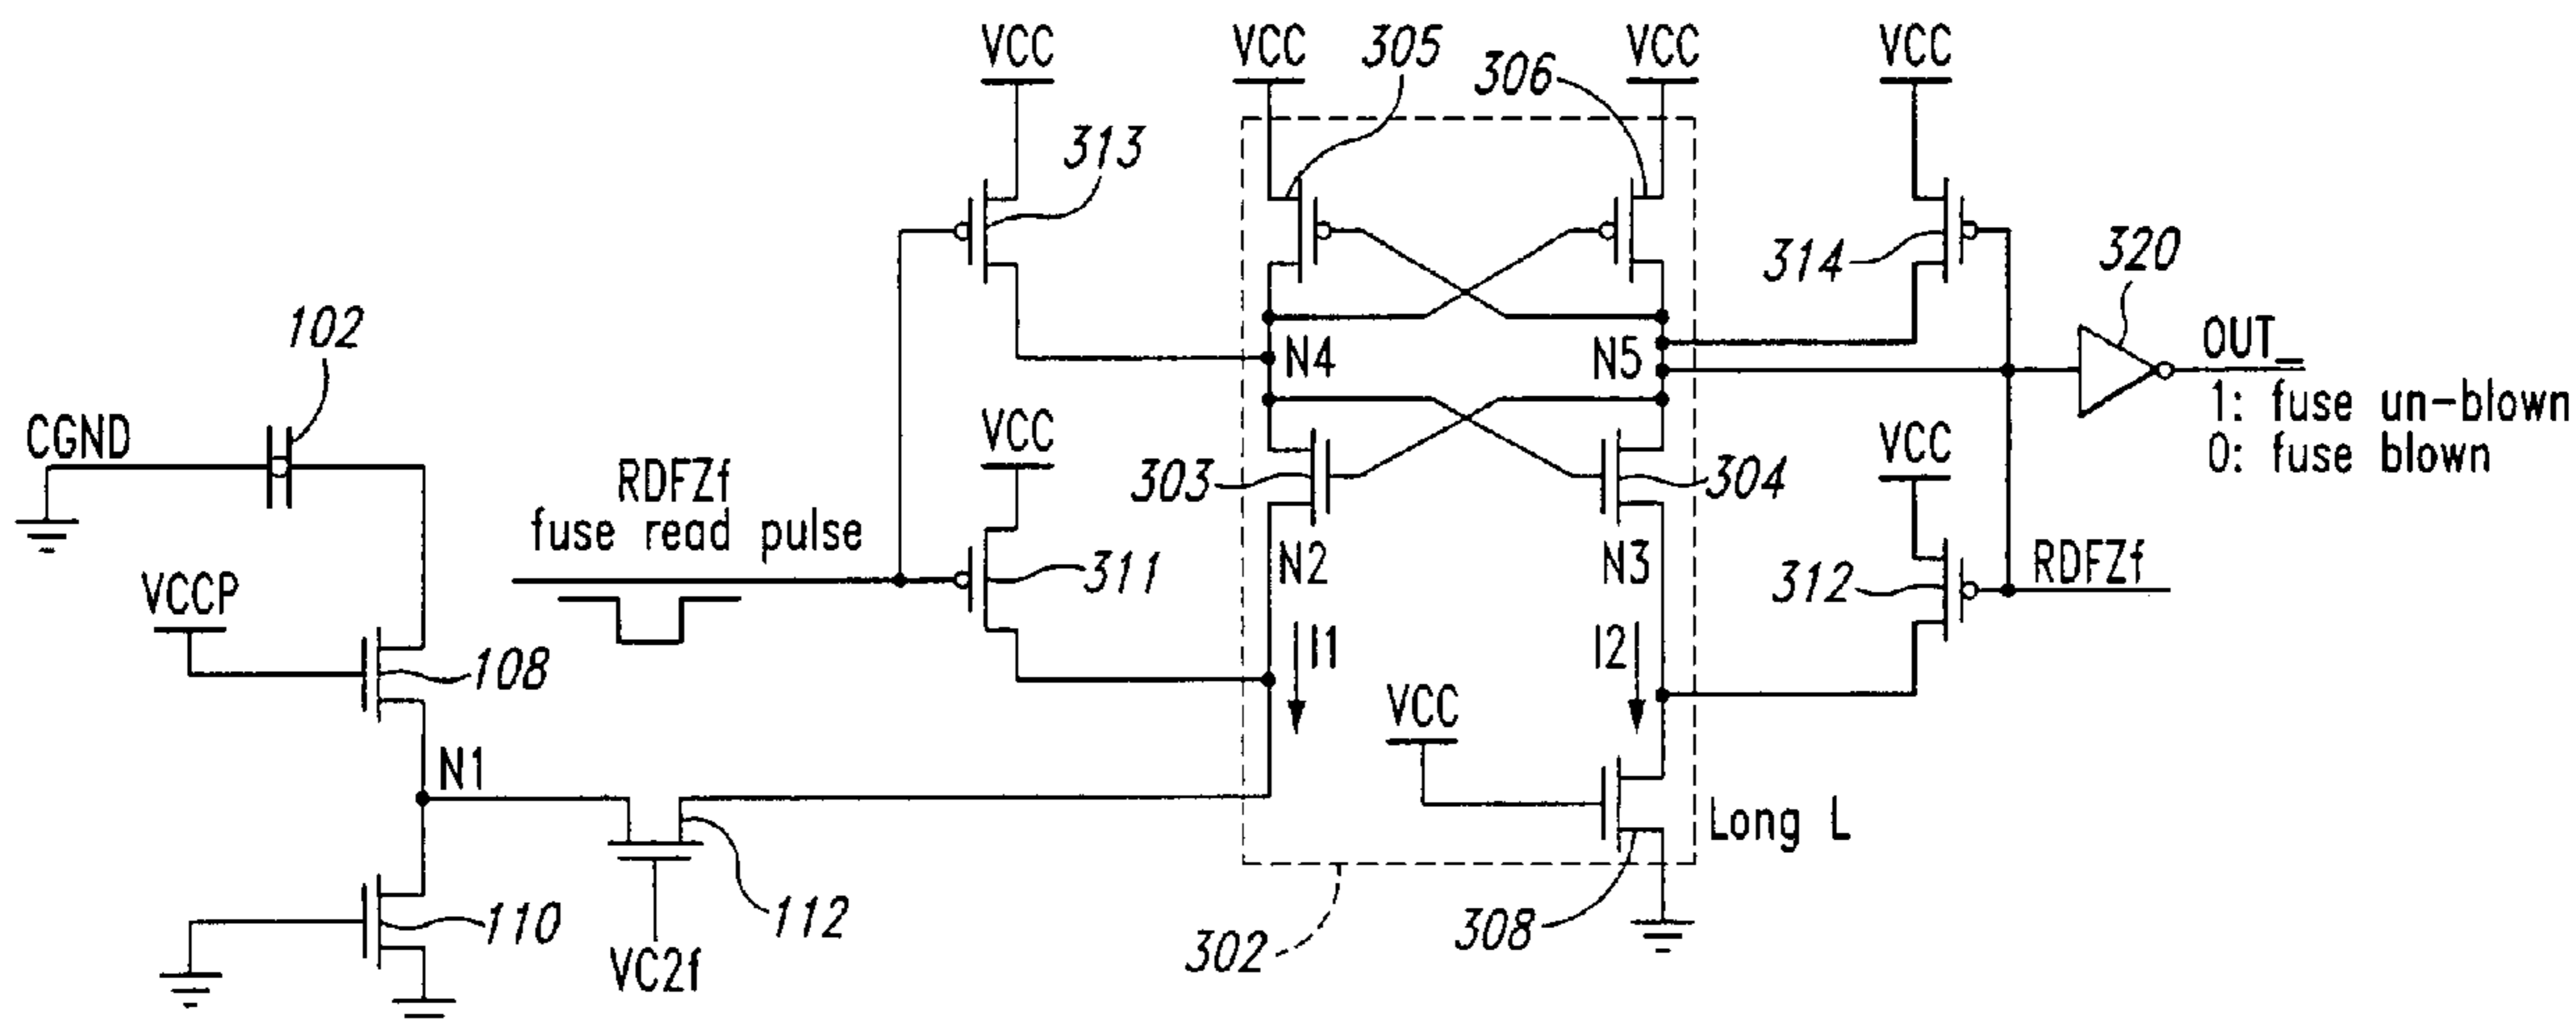 VCC
VCC
305
306
VCC
VCC
313
314
320
102
N4
N5
OUT_
1: fuse un-blown
0: fuse blown
CGND
RDFZf
fuse read pulse
VCC
303
304
VCC
VCCP
311
N2
N3
312
RDFZf
108
I1
I2
VCC
N1
Long L
110
112
VC2f
302
308